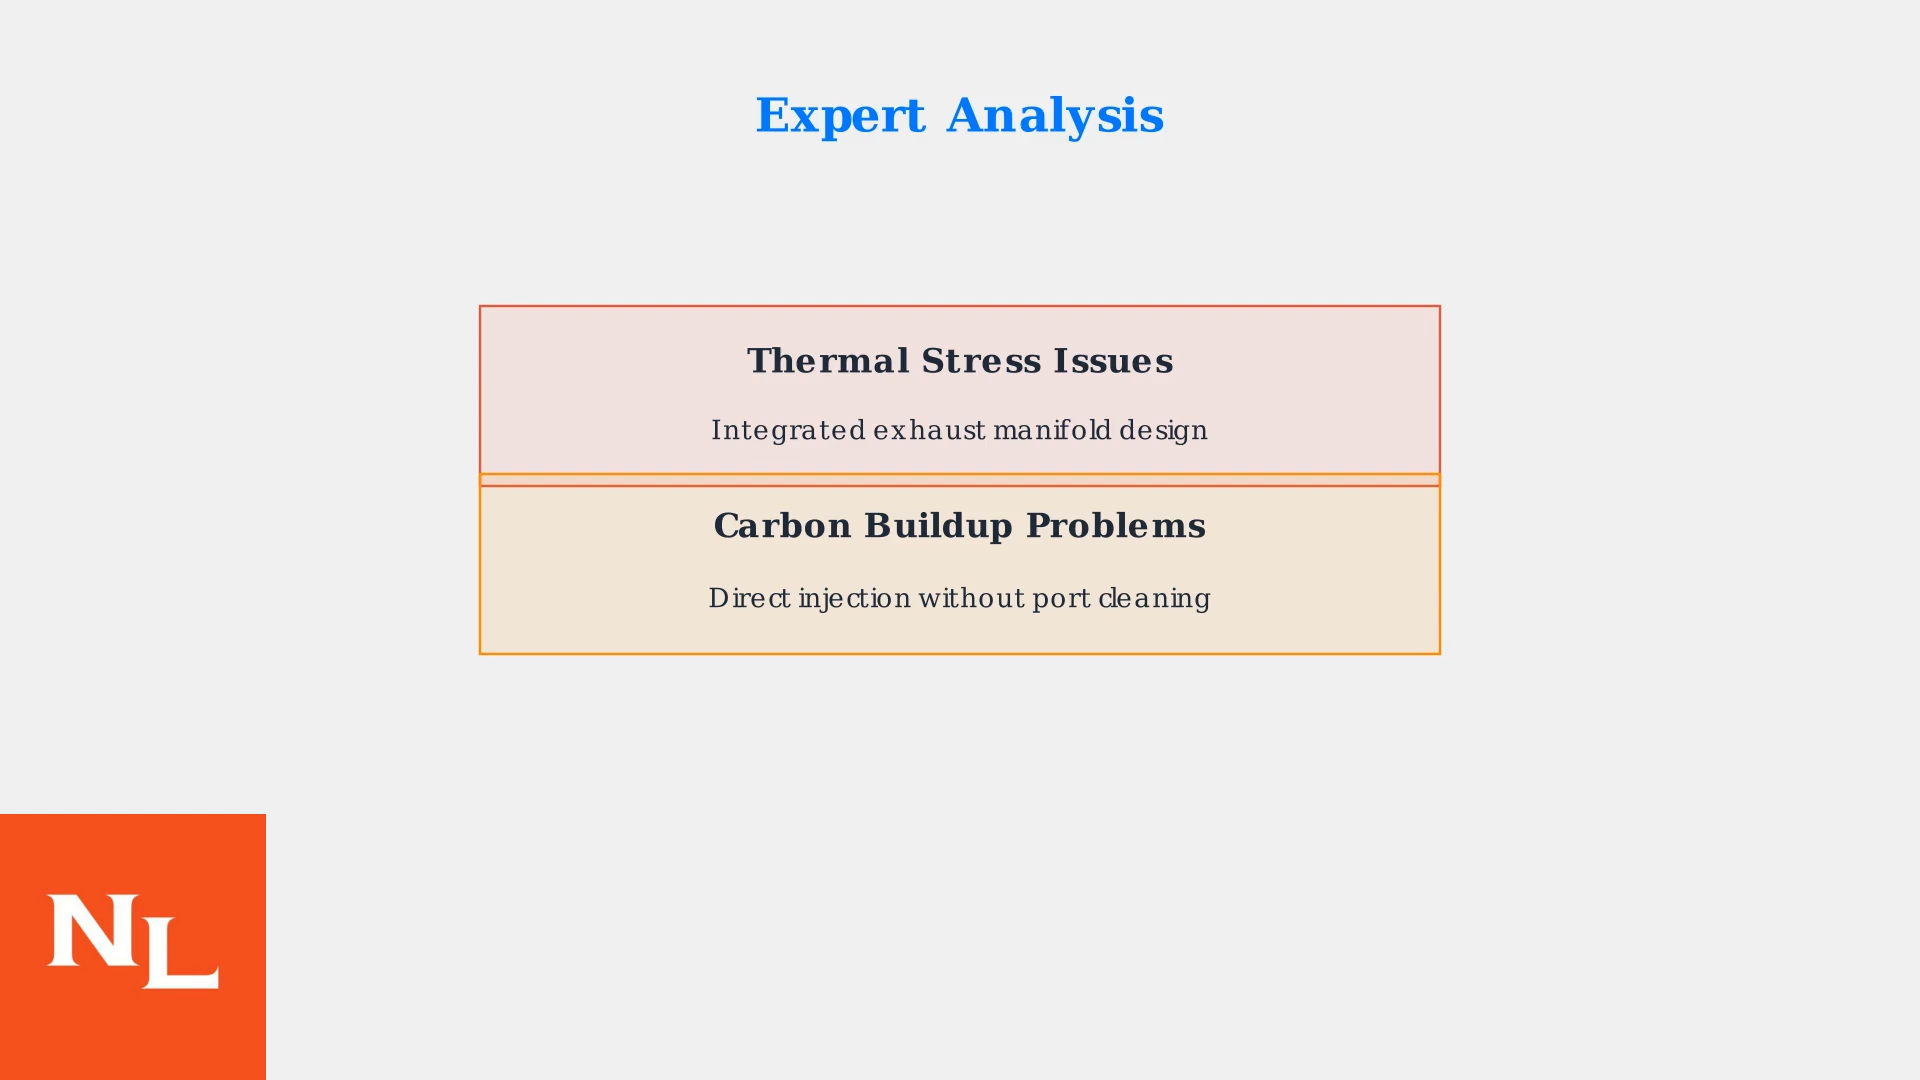 Expert Analysis
Thermal Stress Issues
Integrated exhaust manifold design
Carbon Buildup Problems
Direct injection without port cleaning
NL